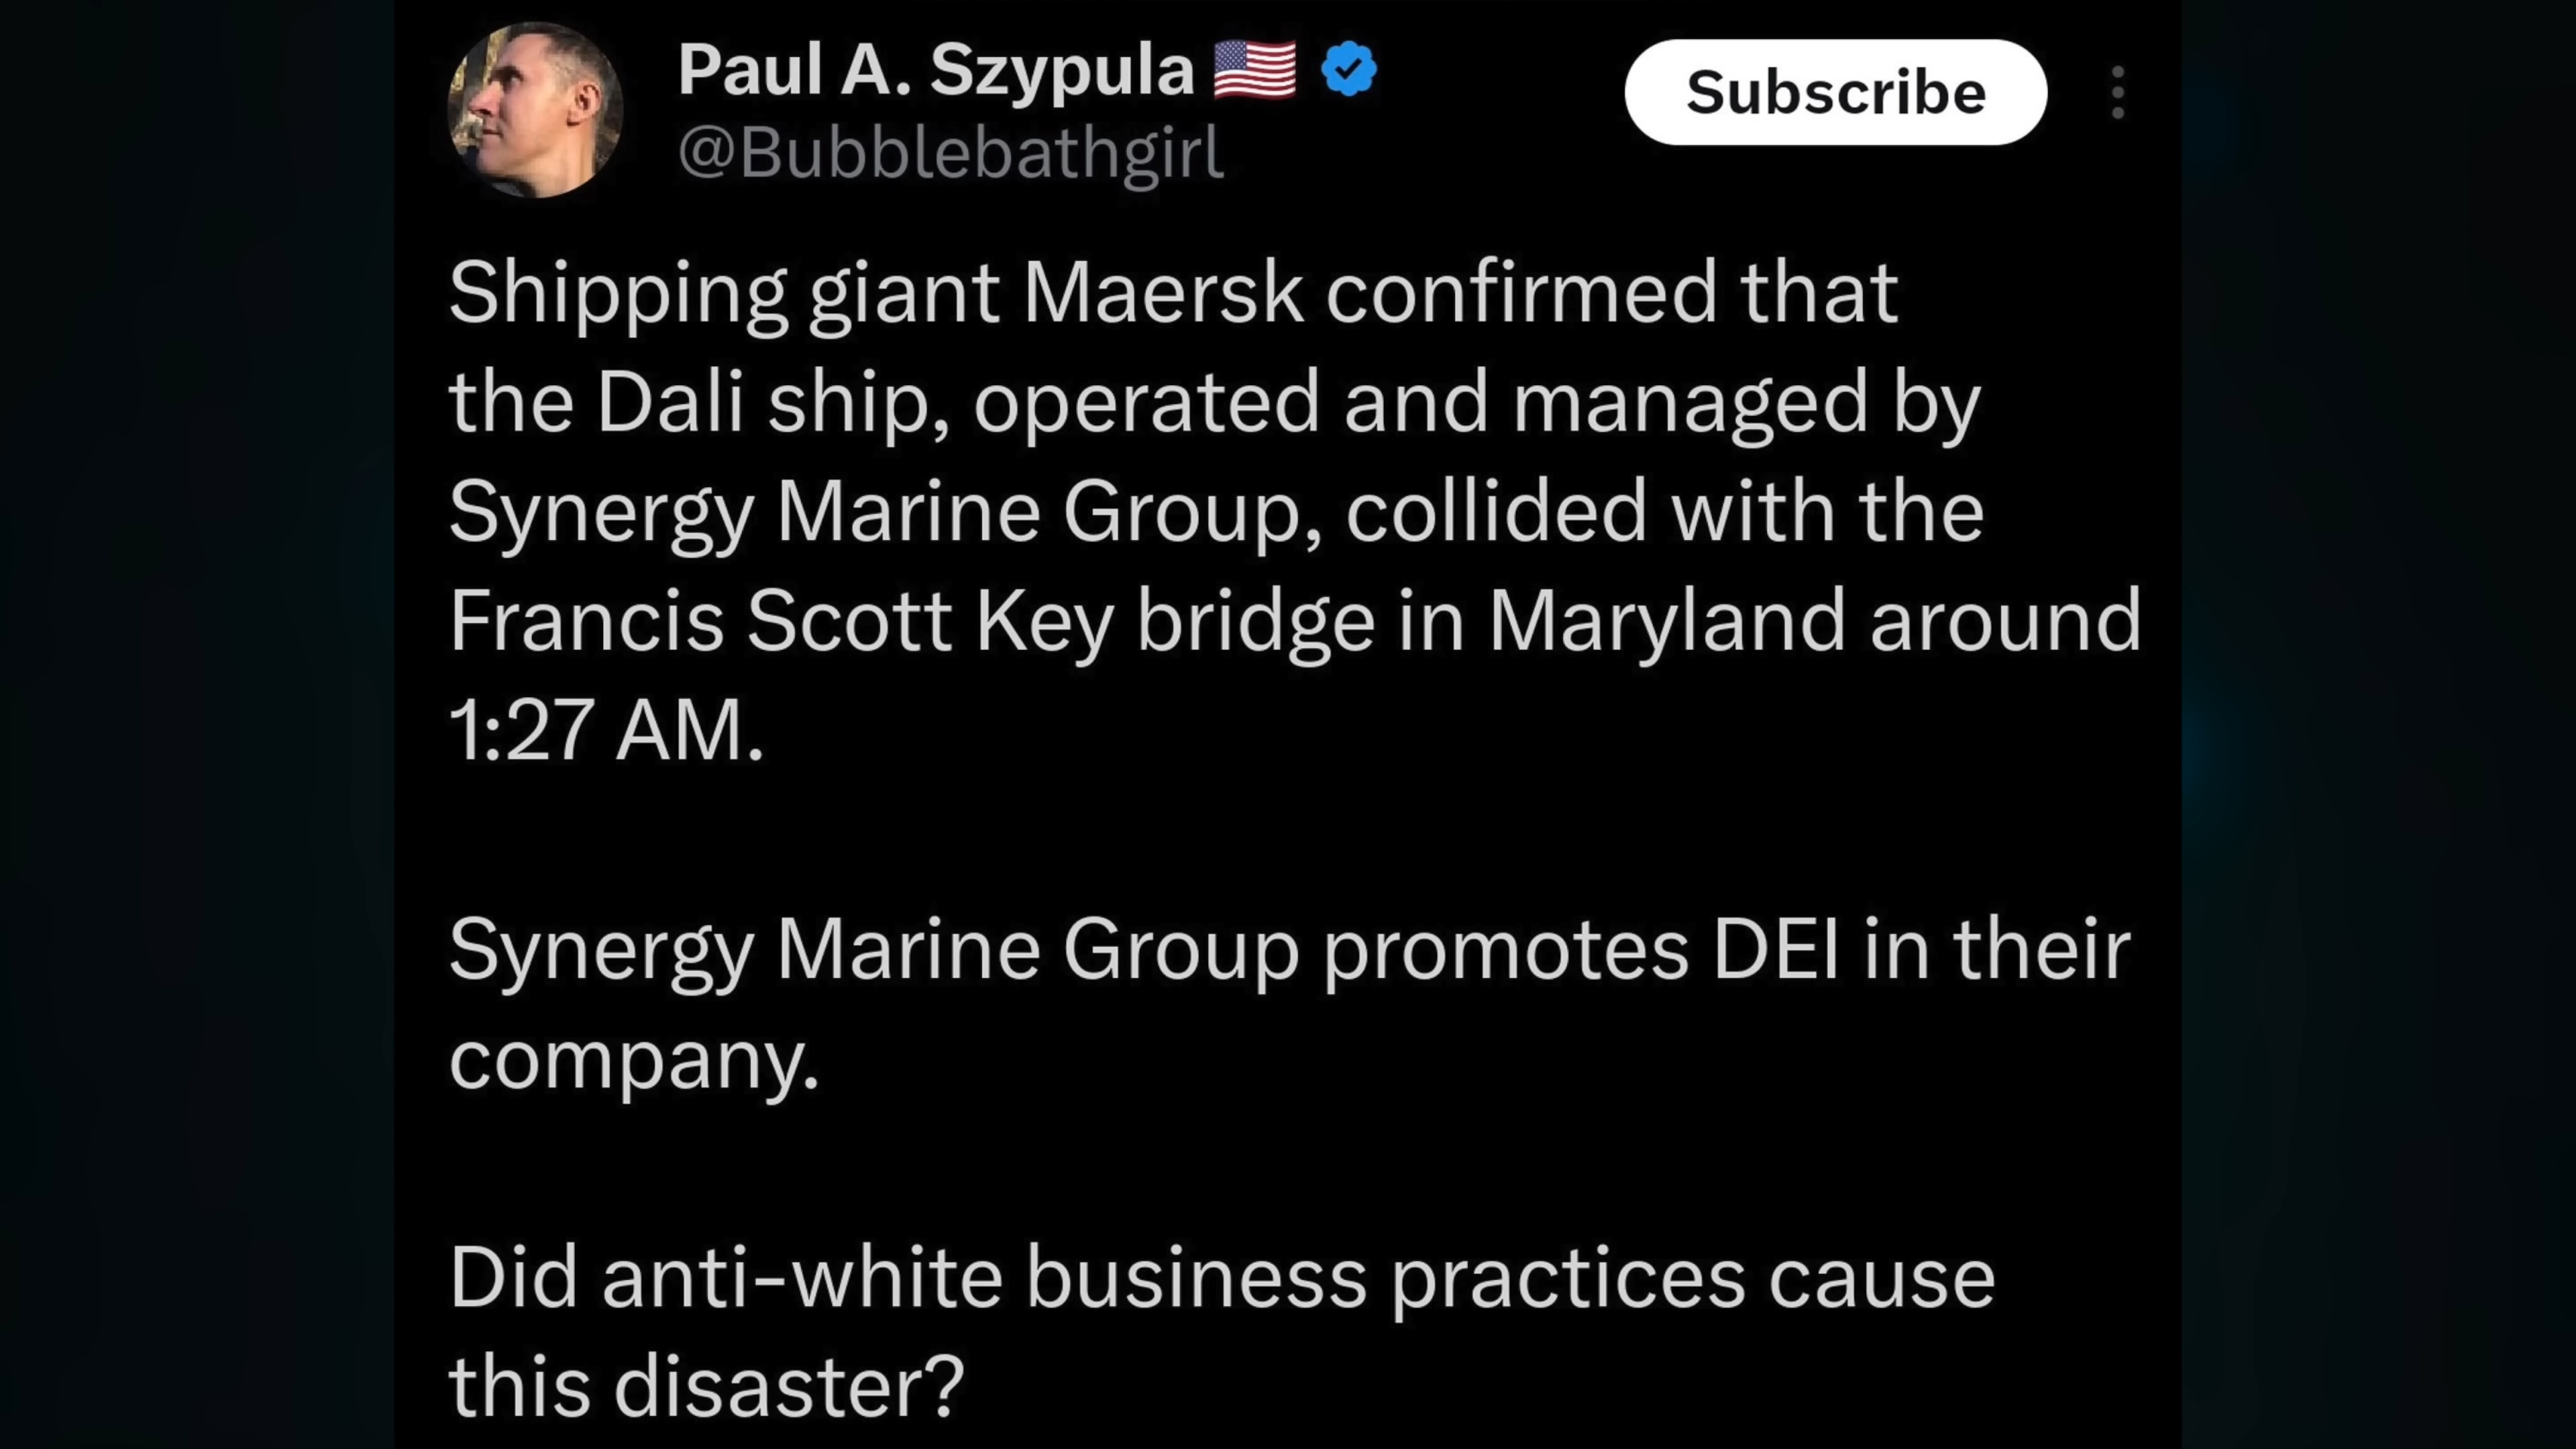 Paul A. Szypula 🇺🇸
Subscribe
@Bubblebathgirl
Shipping giant Maersk confirmed that
the Dali ship, operated and managed by
Synergy Marine Group, collided with the
Francis Scott Key bridge in Maryland around
1:27 AM.
Synergy Marine Group promotes DEI in their
company.
Did anti-white business practices cause
this disaster?